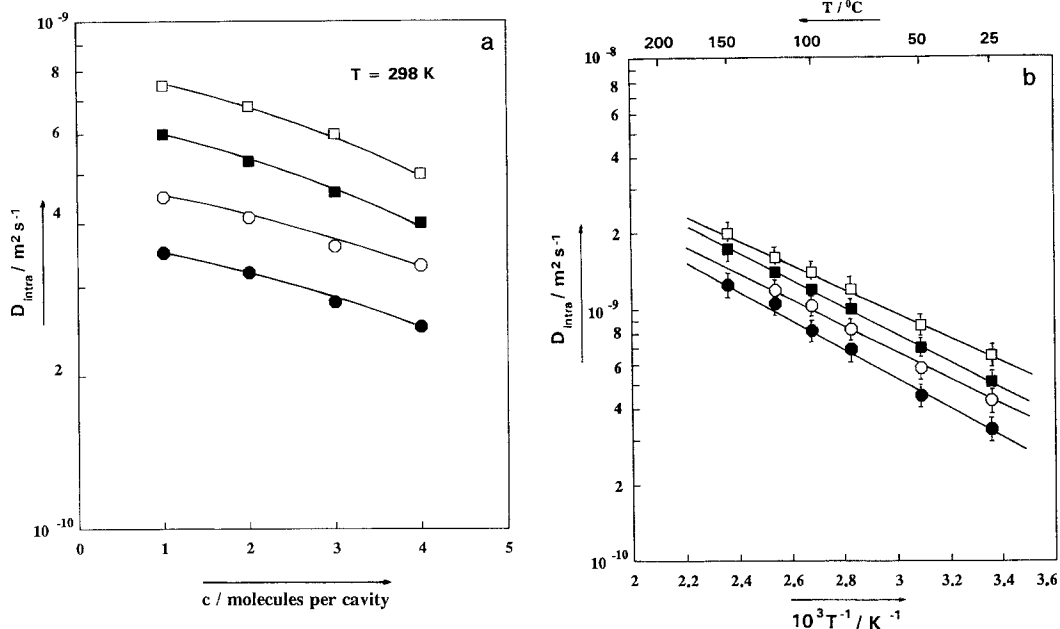 a
T = 298 K
10⁻⁹
8
6
4
2
10⁻¹⁰
D intra / m² s⁻¹
0 1 2 3 4 5
c / molecules per cavity
b
T / ⁰C
200 150 100 50 25
10⁻⁸
8
6
4
2
10⁻⁹
8
6
4
2
10⁻¹⁰
D intra / m² s⁻¹
2 2,2 2,4 2,6 2,8 3 3,2 3,4 3,6
10³T⁻¹ / K⁻¹